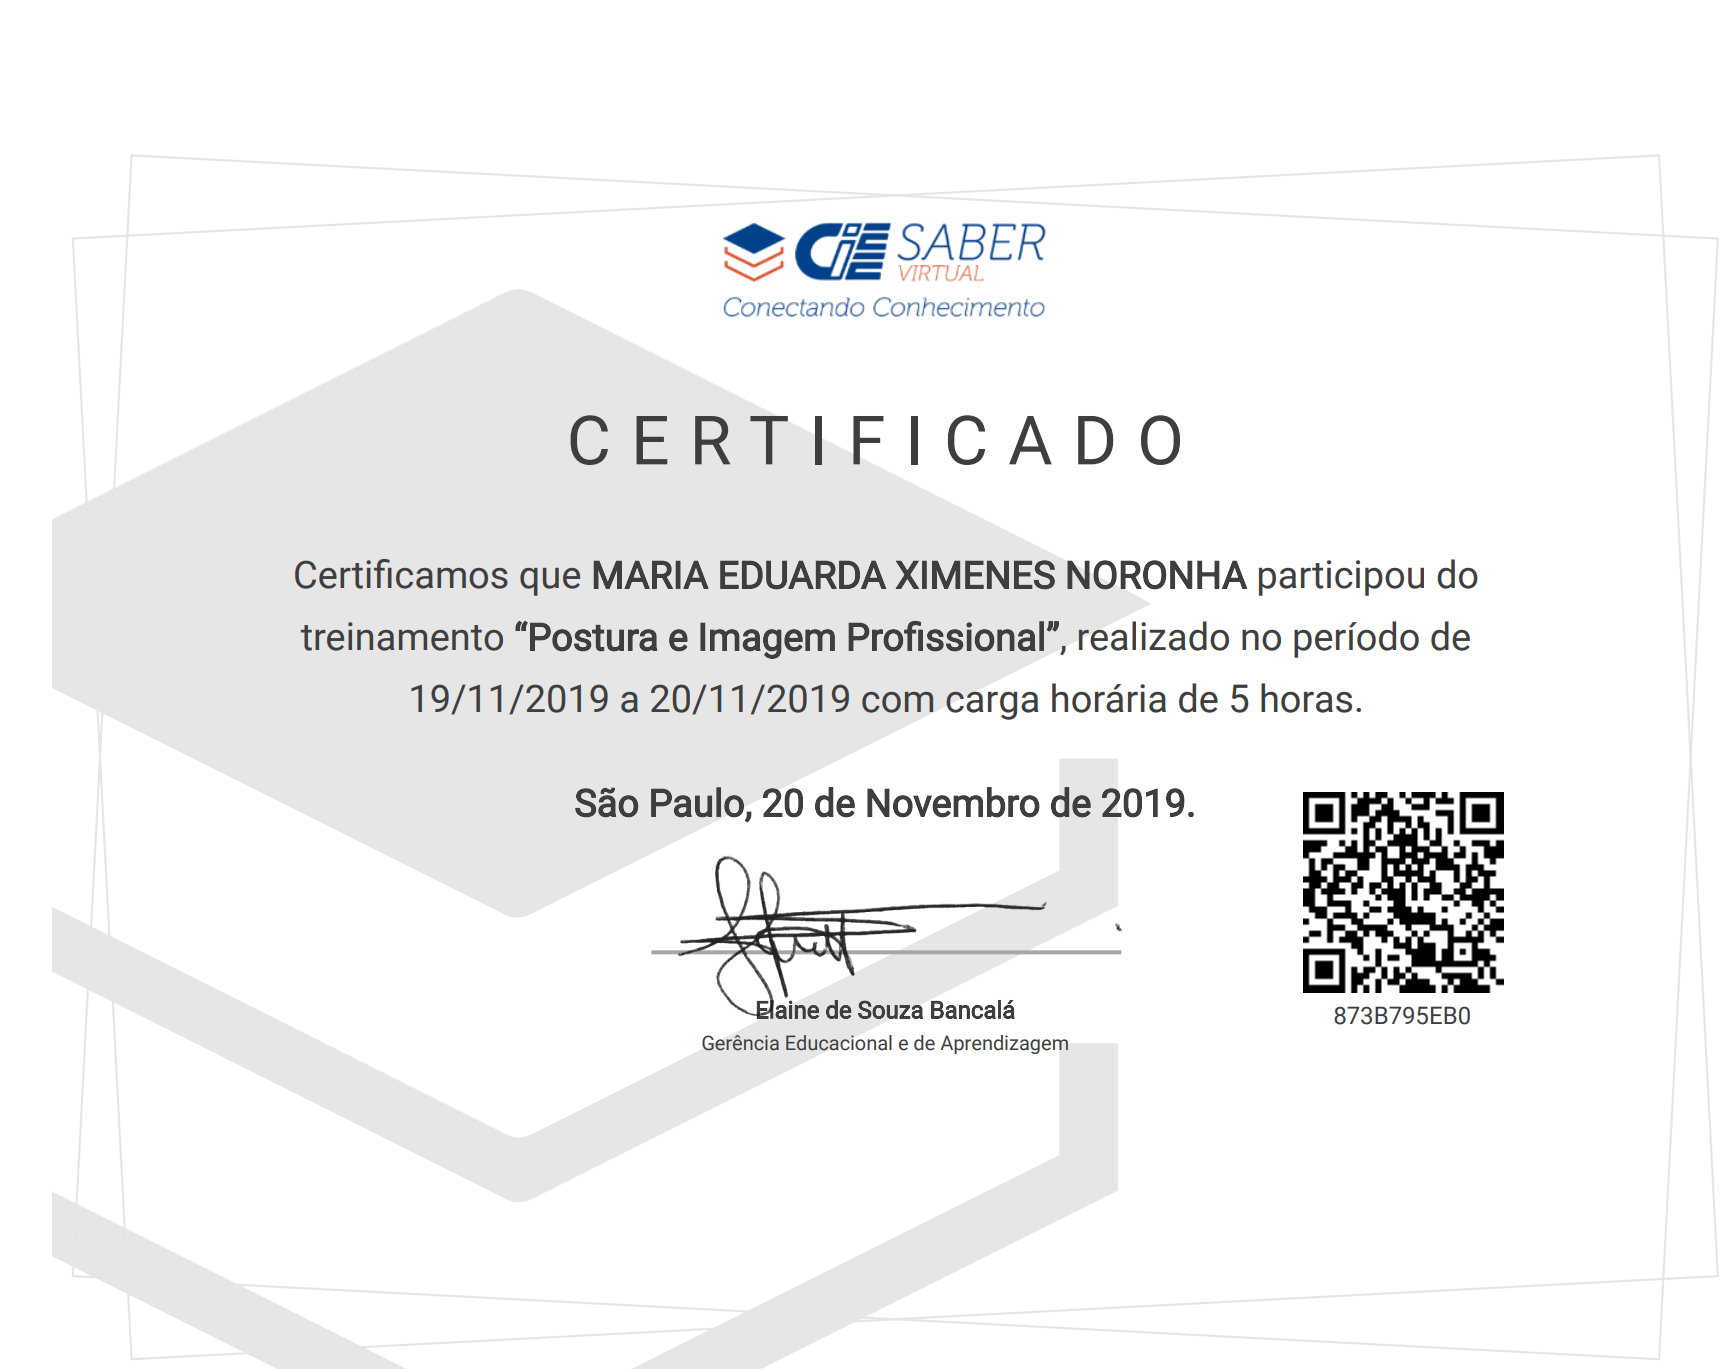 CIEE SABER
VIRTUAL
Conectando Conhecimento
CERTIFICADO
Certificamos que MARIA EDUARDA XIMENES NORONHA participou do
treinamento “Postura e Imagem Profissional”, realizado no período de
19/11/2019 a 20/11/2019 com carga horária de 5 horas.
São Paulo, 20 de Novembro de 2019.
Elaine de Souza Bancalá
Gerência Educacional e de Aprendizagem
873B795EB0